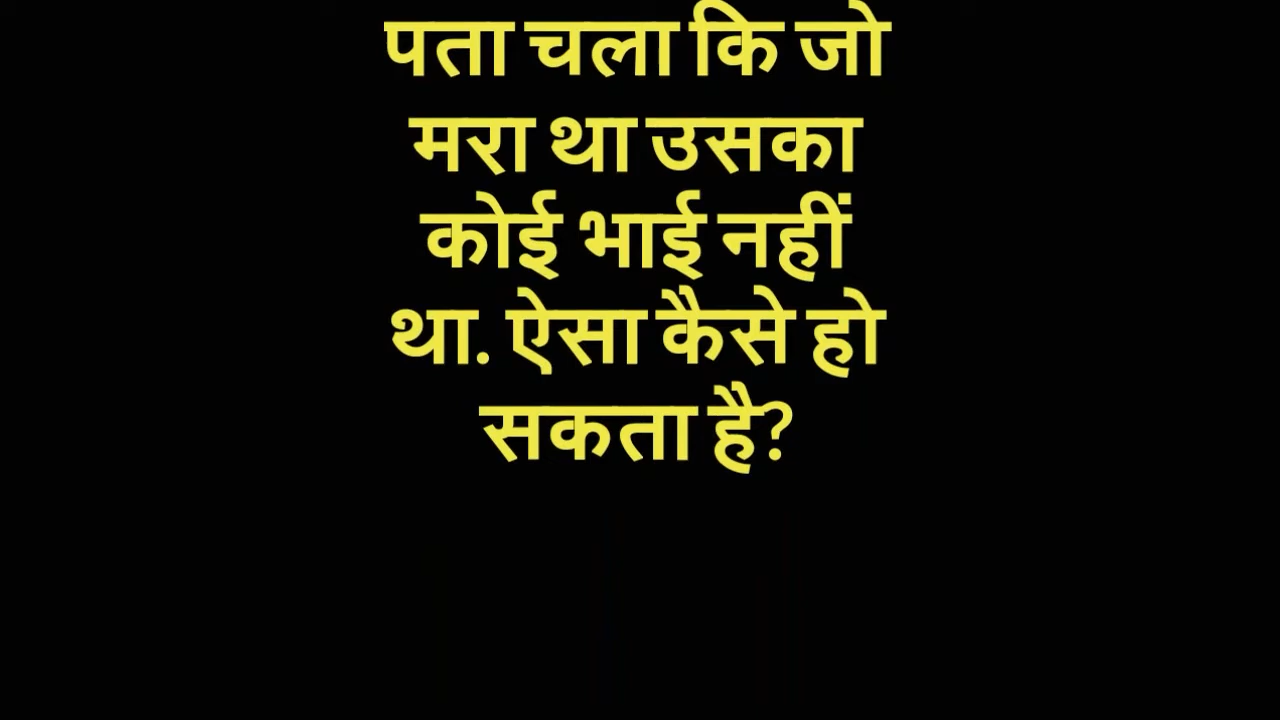 पता चला कि जो
मरा था उसका
कोई भाई नहीं
था. ऐसा कैसे हो
सकता है?